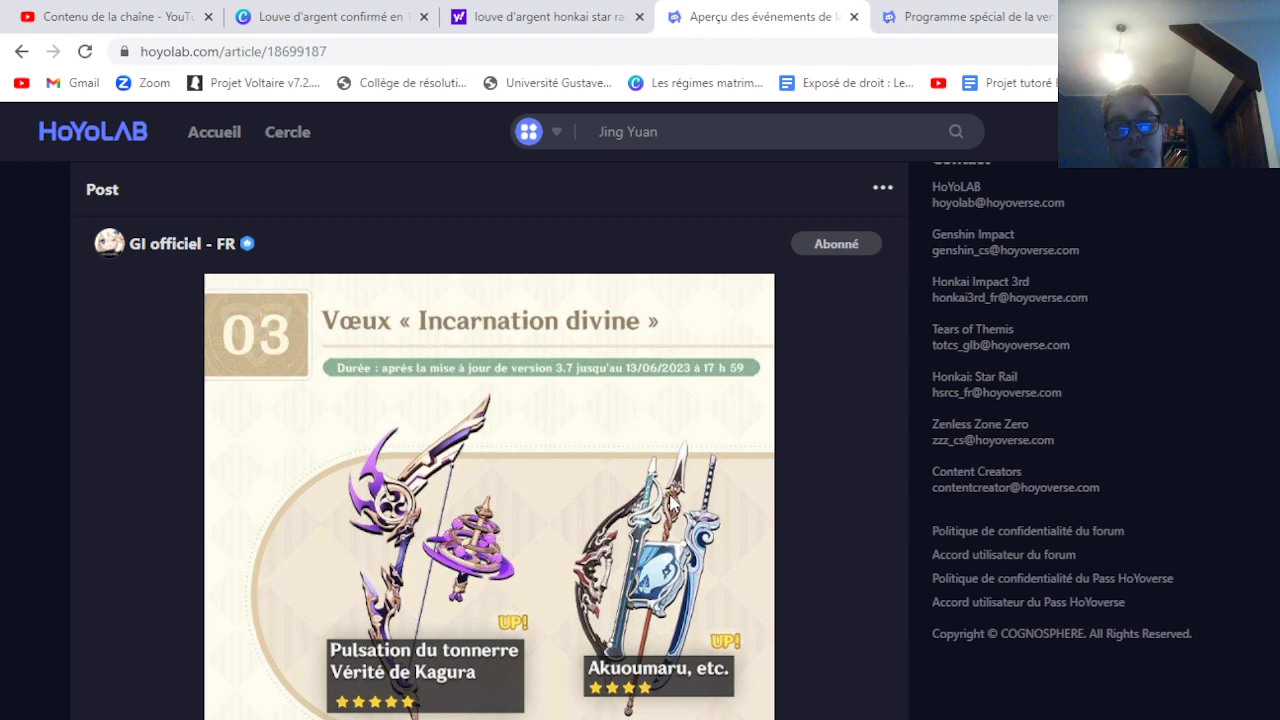 Contenu de la chaîne - YouTu
Louve d'argent confirmé en 1
louve d'argent honkai star rai
Aperçu des événements de la
Programme spécial de la vers
hoyolab.com/article/18699187
Gmail
Zoom
Projet Voltaire v7.2....
Collège de résoluti...
Université Gustave...
Les régimes matrim...
Exposé de droit : Le...
Projet tutoré
HoYoLAB
Accueil
Cercle
Jing Yuan
Post
GI officiel - FR
Abonné
03
Vœux « Incarnation divine »
Durée : après la mise à jour de version 3.7 jusqu'au 13/06/2023 à 17 h 59
UP!
Pulsation du tonnerre
Vérité de Kagura
UP!
Akuoumaru, etc.
HoYoLAB
hoyolab@hoyoverse.com
Genshin Impact
genshin_cs@hoyoverse.com
Honkai Impact 3rd
honkai3rd_fr@hoyoverse.com
Tears of Themis
totcs_glb@hoyoverse.com
Honkai: Star Rail
hsrcs_fr@hoyoverse.com
Zenless Zone Zero
zzz_cs@hoyoverse.com
Content Creators
contentcreator@hoyoverse.com
Politique de confidentialité du forum
Accord utilisateur du forum
Politique de confidentialité du Pass HoYoverse
Accord utilisateur du Pass HoYoverse
Copyright © COGNOSPHERE. All Rights Reserved.